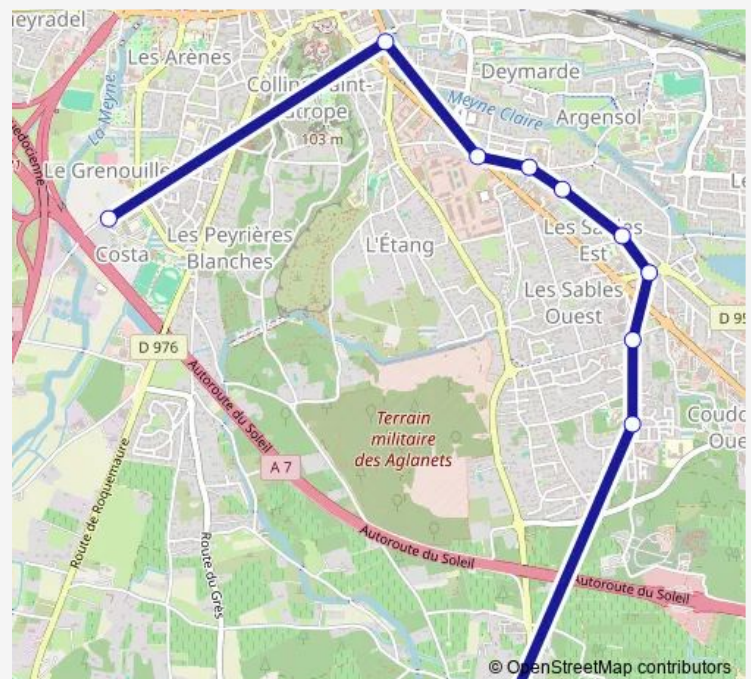 eyradel
Les Arènes
Deymarde
La Meyne
Meyne Claire
Argensol
103 m
Le Grenouille
Les Peyrières
Blanches
Costa
L'Étang
Est
Les Sables
Ouest
D 95
D 976
Autoroute du Soleil
A 7
Terrain
militaire
des Aglanets
Route de Roquemaure
Route du Grès
Autoroute du Soleil
Autoroute du Soleil
© OpenStreetMap contributors